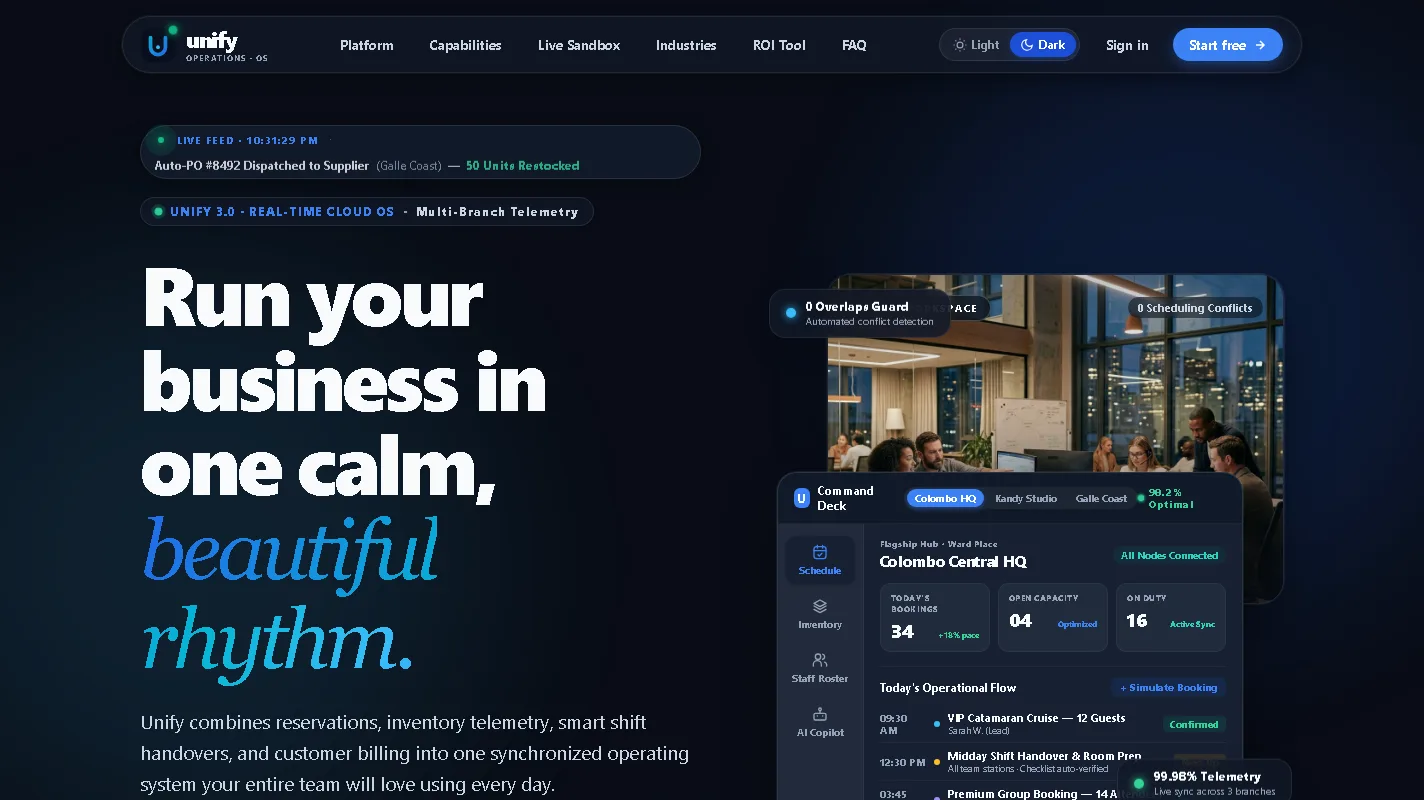 unify
OPERATIONS · OS
Platform
Capabilities
Live Sandbox
Industries
ROI Tool
FAQ
Light
Dark
Sign in
Start free →
LIVE FEED · 10:31:29 PM
Auto-PO #8492 Dispatched to Supplier (Galle Coast) — 50 Units Restocked
UNIFY 3.0 · REAL-TIME CLOUD OS · Multi-Branch Telemetry
Run your
business in
one calm,
beautiful
rhythm.
Unify combines reservations, inventory telemetry, smart shift
handovers, and customer billing into one synchronized operating
system your entire team will love using every day.
0 Overlaps Guard
Automated conflict detection
0 Scheduling Conflicts
U
Command
Deck
Colombo HQ
Kandy Studio
Galle Coast
98.2%
Optimal
Schedule
Inventory
Staff Roster
AI Copilot
Flagship Hub · Ward Place
Colombo Central HQ
All Nodes Connected
TODAY'S
BOOKINGS
34
+18% pace
OPEN CAPACITY
04
Optimized
ON DUTY
16
Active Sync
Today's Operational Flow
+ Simulate Booking
09:30
AM
VIP Catamaran Cruise — 12 Guests
Sarah W. (Lead)
Confirmed
12:30 PM
Midday Shift Handover & Room Prep
All team stations · Checklist auto-verified
03:45
Premium Group Booking — 14
99.98% Telemetry
Live sync across 3 branches